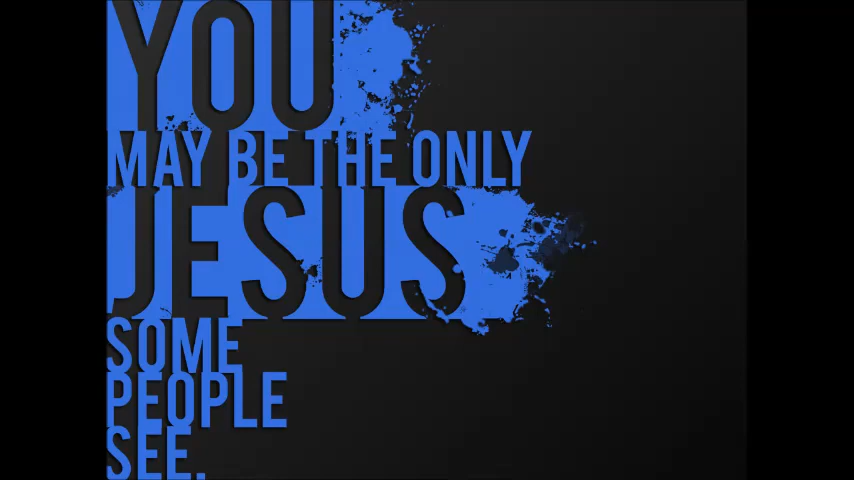 YOU
MAY BE THE ONLY
JESUS
SOME
PEOPLE
SEE.